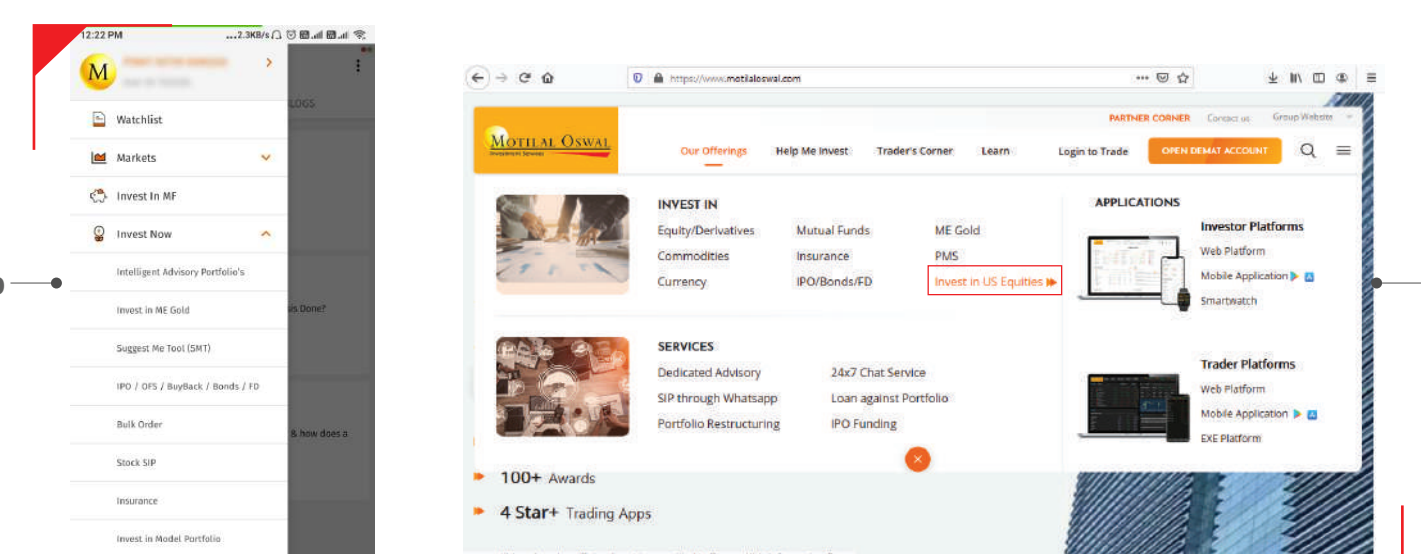 12:22 PM
...2.3KB/s
M
LOGS
Watchlist
Markets
Invest In MF
Invest Now
Intelligent Advisory Portfolio's
Invest in ME Gold
is Done?
Suggest Me Tool (SMT)
IPO / OFS / BuyBack / Bonds / FD
Bulk Order
& how does a
Stock SIP
Insurance
Invest in Model Portfolio
https://www.motilaloswal.com
PARTNER CORNER Contact us Group Website
MOTILAL OSWAL
Investment Services
Our Offerings Help Me Invest Trader's Corner Learn Login to Trade OPEN DEMAT ACCOUNT
INVEST IN
Equity/Derivatives Mutual Funds ME Gold
Commodities Insurance PMS
Currency IPO/Bonds/FD Invest in US Equities
SERVICES
Dedicated Advisory 24x7 Chat Service
SIP through Whatsapp Loan against Portfolio
Portfolio Restructuring IPO Funding
APPLICATIONS
Investor Platforms
Web Platform
Mobile Application
Smartwatch
Trader Platforms
Web Platform
Mobile Application
EXE Platform
100+ Awards
4 Star+ Trading Apps